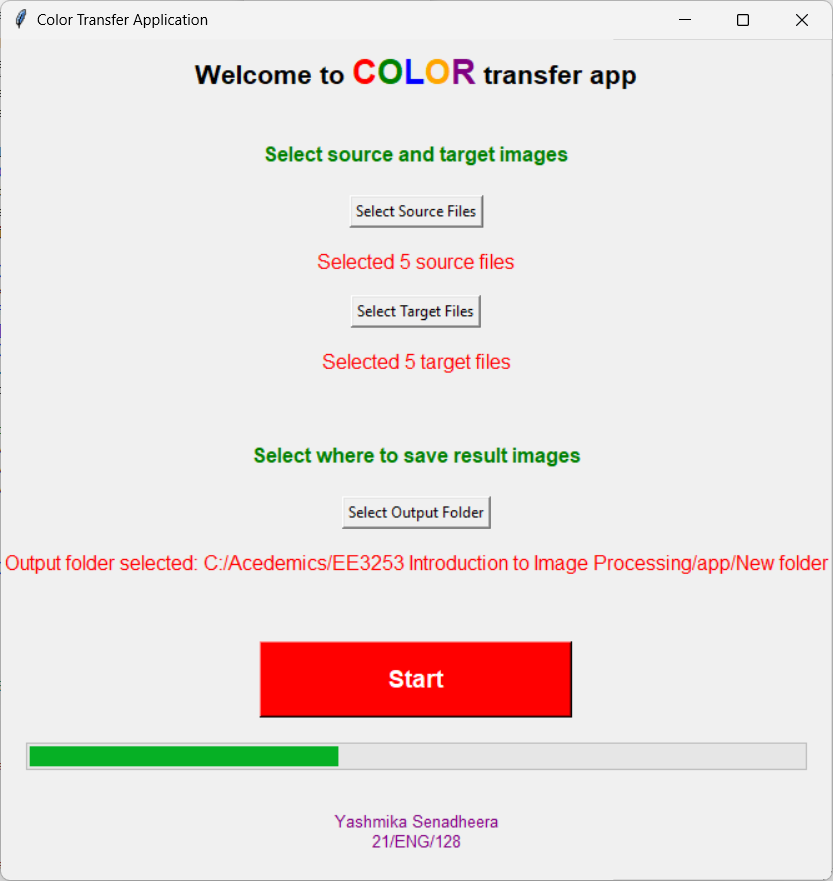 Color Transfer Application
Welcome to COLOR transfer app
Select source and target images
Select Source Files
Selected 5 source files
Select Target Files
Selected 5 target files
Select where to save result images
Select Output Folder
Output folder selected: C:/Acedemics/EE3253 Introduction to Image Processing/app/New folder
Start
Yashmika Senadheera
21/ENG/128